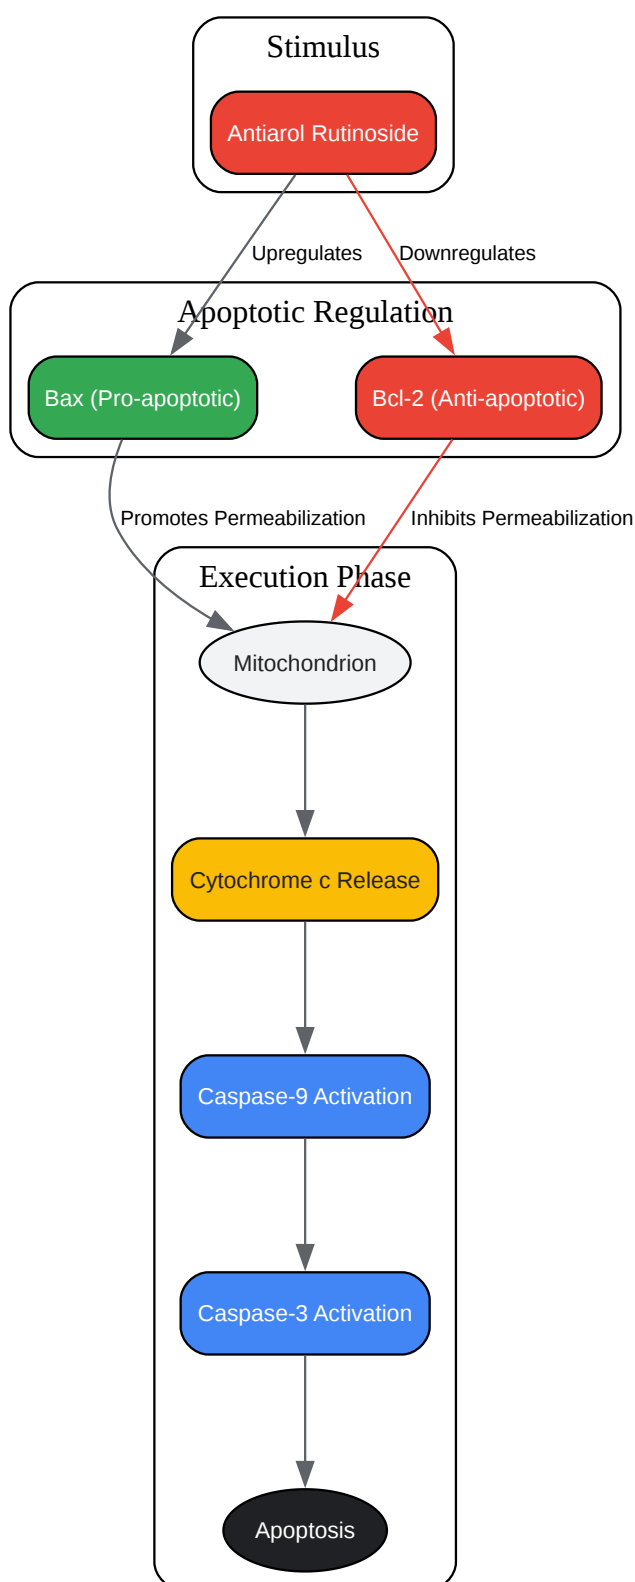 Stimulus
Antiarol Rutinoside
Upregulates
Downregulates
Apoptotic Regulation
Bax (Pro-apoptotic)
Bcl-2 (Anti-apoptotic)
Promotes Permeabilization
Inhibits Permeabilization
Execution Phase
Mitochondrion
Cytochrome c Release
Caspase-9 Activation
Caspase-3 Activation
Apoptosis